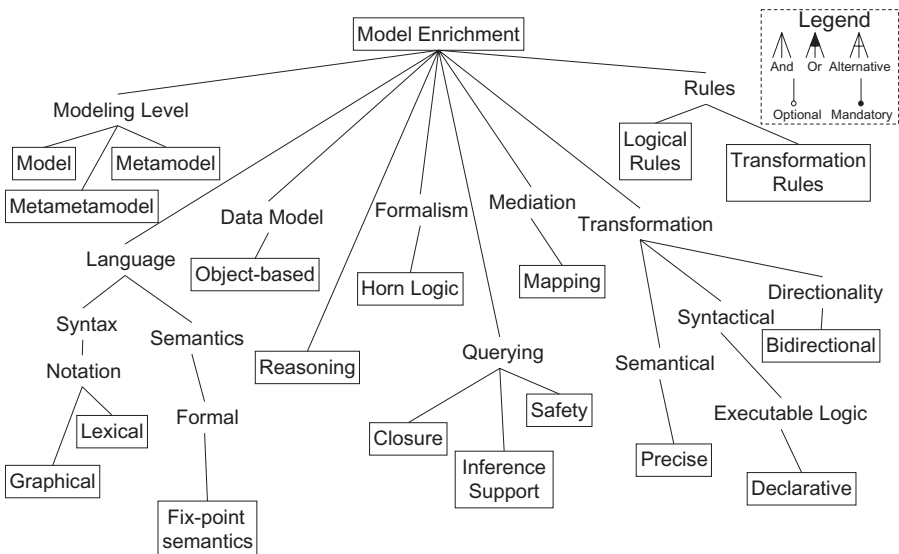 Model Enrichment
Legend
And Or Alternative
Optional Mandatory
Modeling Level
Rules
Model
Metamodel
Metametamodel
Logical
Rules
Transformation
Rules
Data Model
Formalism
Mediation
Transformation
Language
Object-based
Horn Logic
Mapping
Directionality
Syntax
Semantics
Syntactical
Bidirectional
Reasoning
Querying
Semantical
Notation
Formal
Safety
Executable Logic
Lexical
Closure
Graphical
Inference
Support
Precise
Declarative
Fix-point
semantics